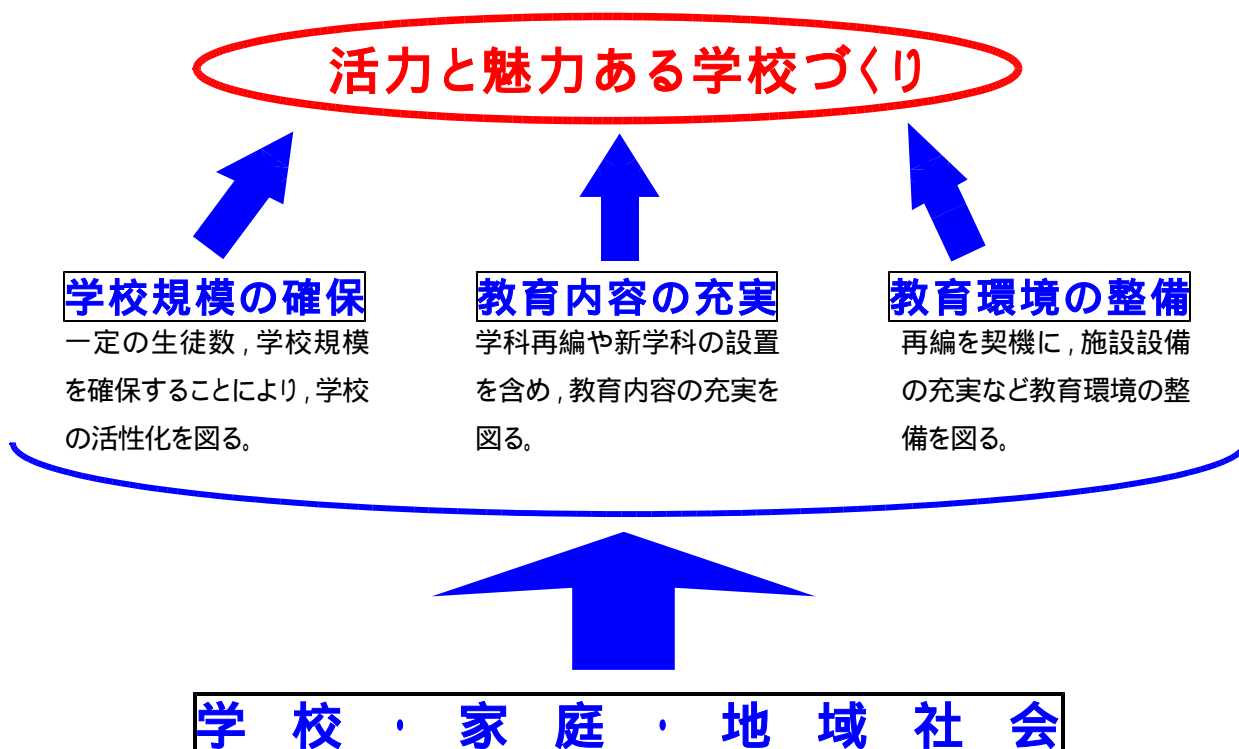 活力と魅力ある学校づくり
学校規模の確保
一定の生徒数,学校規模
を確保することにより,学校
の活性化を図る。
教育内容の充実
学科再編や新学科の設置
を含め,教育内容の充実を
図る。
教育環境の整備
再編を契機に,施設設備
の充実など教育環境の整
備を図る。
学校・家庭・地域社会